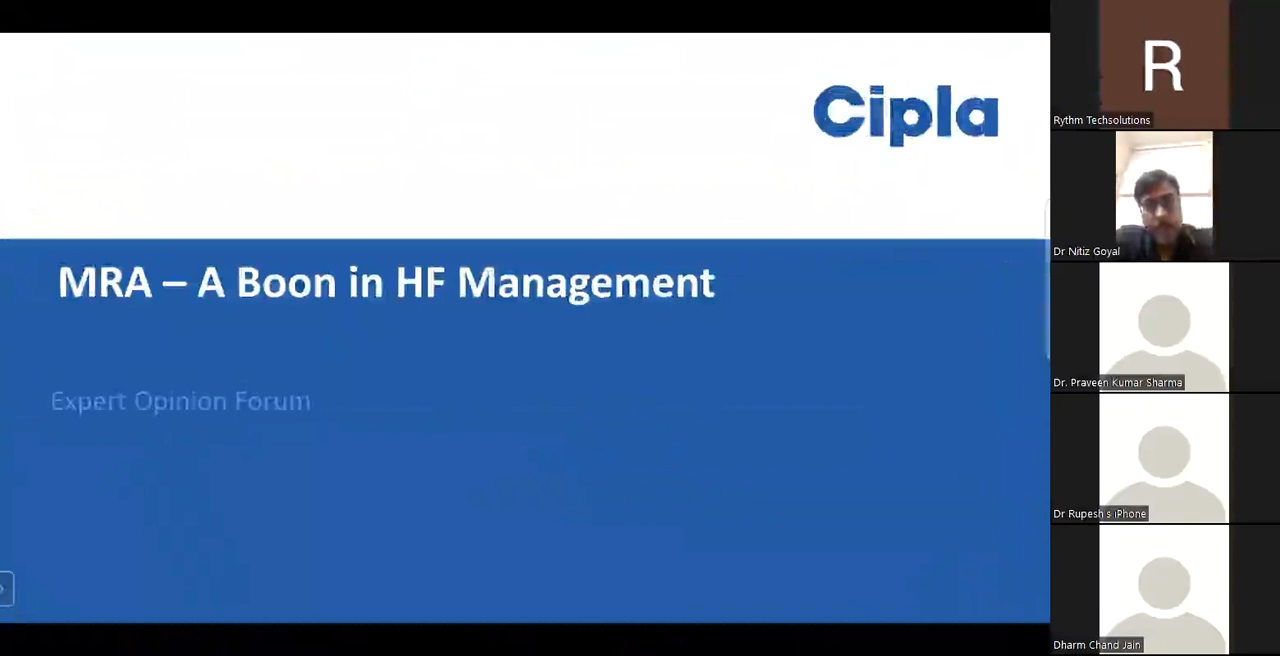 Cipla
MRA – A Boon in HF Management
Expert Opinion Forum
R
Rythm Techsolutions
Dr Nitiz Goyal
Dr. Praveen Kumar Sharma
Dr Rupesh's iPhone
Dharm Chand Jain